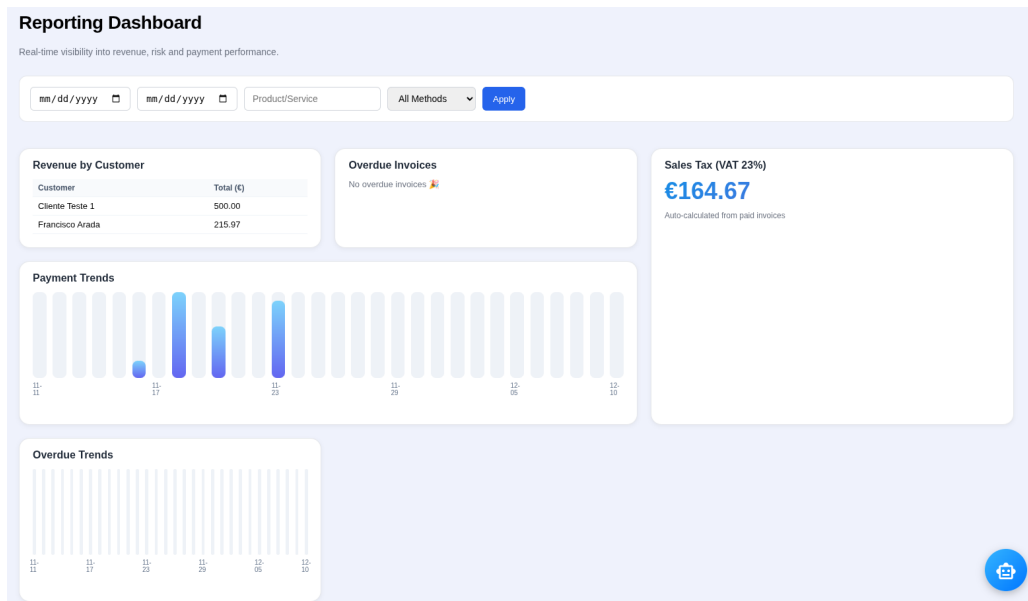 Reporting Dashboard
Real-time visibility into revenue, risk and payment performance.
mm/dd/yyyy mm/dd/yyyy Product/Service All Methods Apply
Revenue by Customer
Customer Total (€)
Cliente Teste 1 500.00
Francisco Arada 215.97
Overdue Invoices
No overdue invoices 🎉
Sales Tax (VAT 23%)
€164.67
Auto-calculated from paid invoices
Payment Trends
11-
11
11-
17
11-
23
11-
29
12-
05
12-
10
Overdue Trends
11-
11
11-
17
11-
23
11-
29
12-
05
12-
10